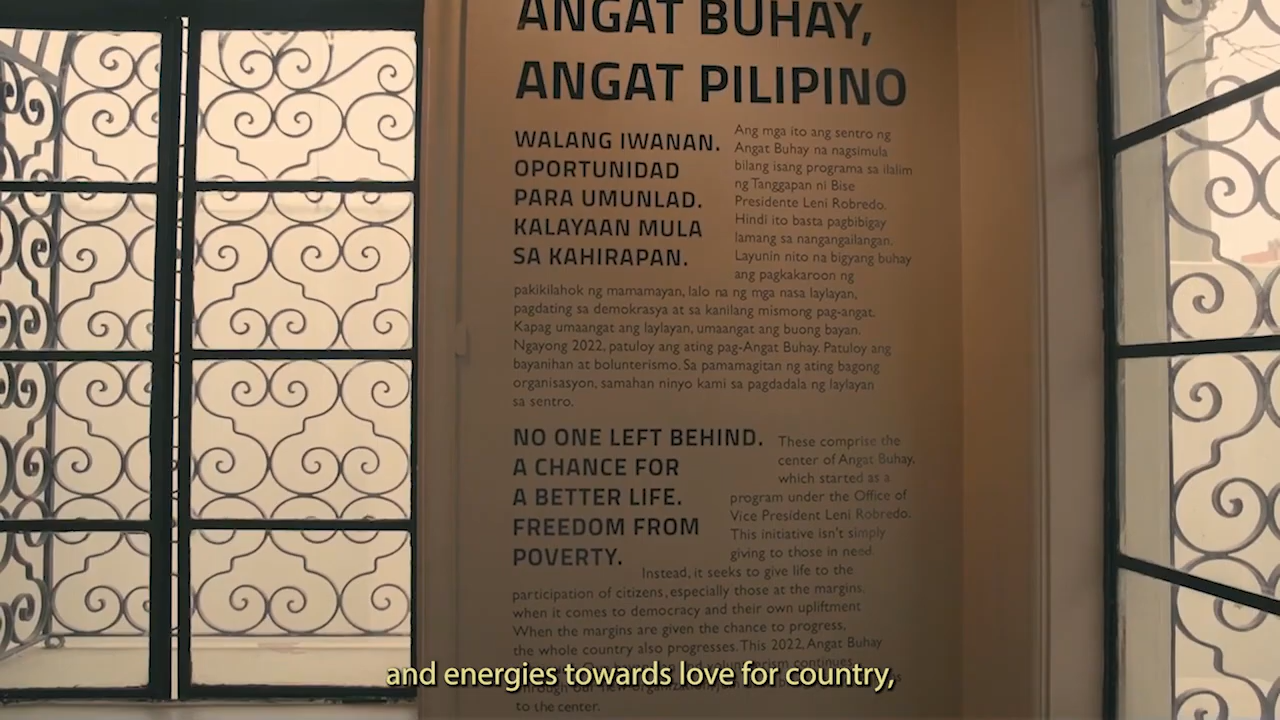 ANGAT BUHAY,
ANGAT PILIPINO
WALANG IWANAN.
OPORTUNIDAD
PARA UMUNLAD.
KALAYAAN MULA
SA KAHIRAPAN.
Ang mga ito ang sentro ng
Angat Buhay na nagsimula
bilang isang programa sa ilalim
ng Tanggapan ni Bise
Presidente Leni Robredo.
Hindi ito basta pagbibigay
lamang sa nangangailangan.
Layunin nito na bigyang buhay
ang pagkakaroon ng
pakikilahok ng mamamayan, lalo na ng mga nasa laylayan,
pagdating sa demokrasya at sa kanilang mismong pag-angat.
Kapag umaangat ang laylayan, umaangat ang buong bayan.
Ngayong 2022, patuloy ang ating pag-Angat Buhay. Patuloy ang
bayanihan at bolunterismo. Sa pamamagitan ng ating bagong
organisasyon, samahan ninyo kami sa pagdadala ng laylayan
sa sentro.
NO ONE LEFT BEHIND.
A CHANCE FOR
A BETTER LIFE.
FREEDOM FROM
POVERTY.
These comprise the
center of Angat Buhay,
which started as a
program under the Office of
Vice President Leni Robredo.
This initiative isn't simply
giving to those in need.
Instead, it seeks to give life to the
participation of citizens, especially those at the margins,
when it comes to democracy and their own upliftment
When the margins are given the chance to progress,
the whole country also progresses. This 2022, Angat Buhay
continues
through our new organization,
to the center.
and energies towards love for country,